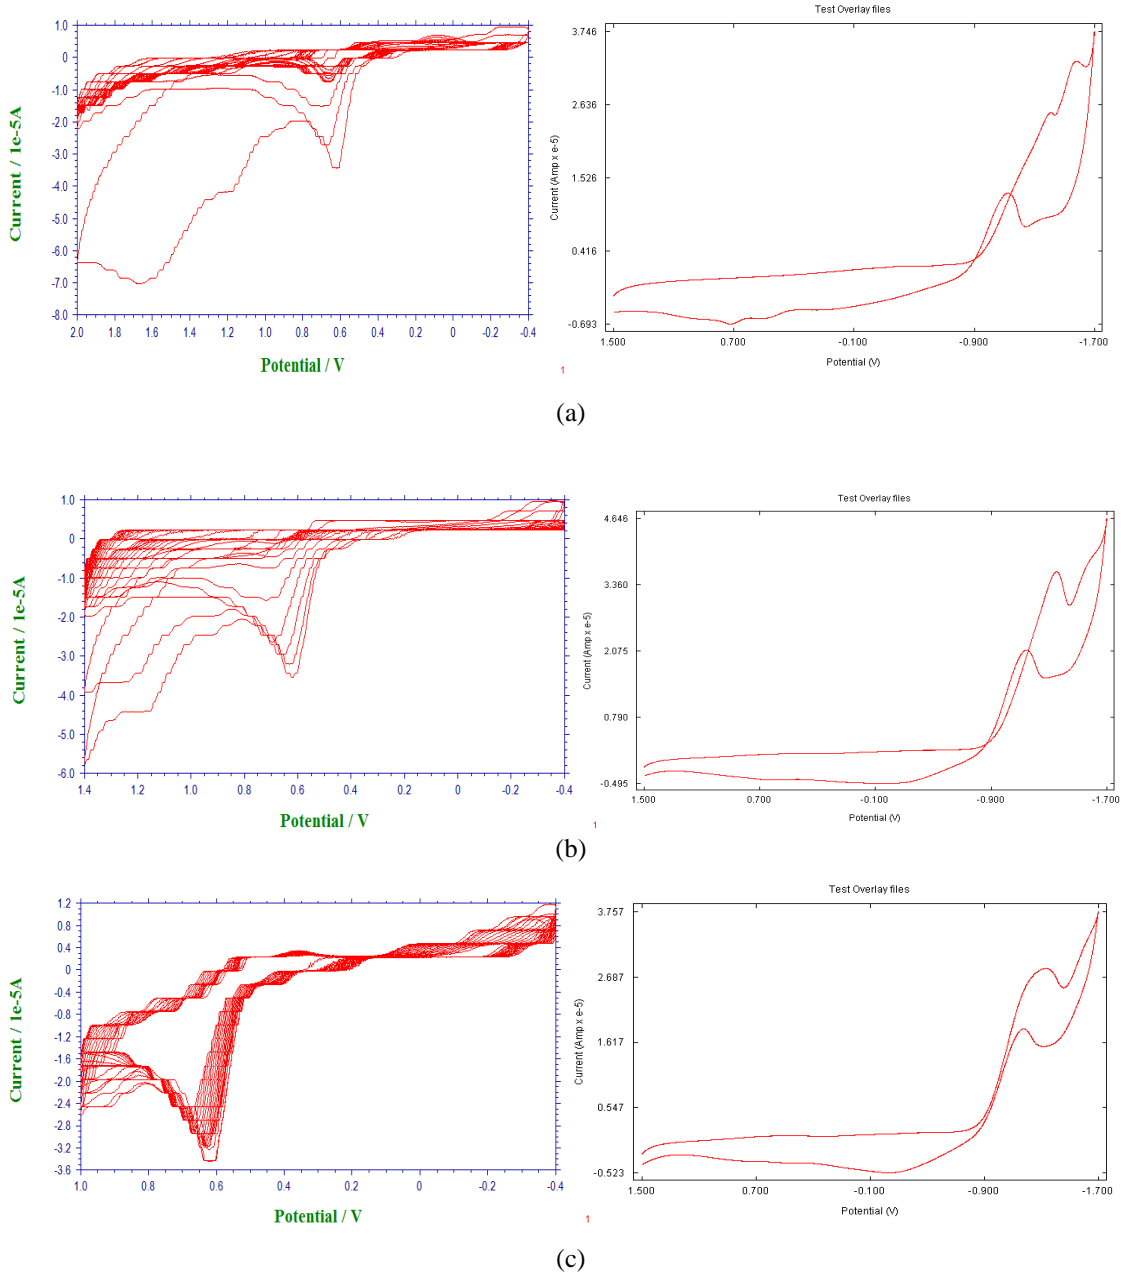 Test Overlay files
1.0
0
-1.0
-2.0
-3.0
-4.0
-5.0
-6.0
-7.0
-8.0
Current / 1e-5A
2.0 1.8 1.6 1.4 1.2 1.0 0.8 0.6 0.4 0.2 0 -0.2 -0.4
Potential / V
3.746
2.636
1.526
0.416
-0.693
Current (Amp x e-5)
1.500 0.700 -0.100 -0.900 -1.700
Potential (V)
1
(a)
Test Overlay files
1.0
0
-1.0
-2.0
-3.0
-4.0
-5.0
-6.0
Current / 1e-5A
1.4 1.2 1.0 0.8 0.6 0.4 0.2 0 -0.2 -0.4
Potential / V
4.646
3.360
2.075
0.790
-0.495
Current (Amp x e-5)
1.500 0.700 -0.100 -0.900 -1.700
Potential (V)
1
(b)
Test Overlay files
1.2
0.8
0.4
0
-0.4
-0.8
-1.2
-1.6
-2.0
-2.4
-2.8
-3.2
-3.6
Current / 1e-5A
1.0 0.8 0.6 0.4 0.2 0 -0.2 -0.4
Potential / V
3.757
2.687
1.617
0.547
-0.523
Current (Amp x e-5)
1.500 0.700 -0.100 -0.900 -1.700
Potential (V)
1
(c)